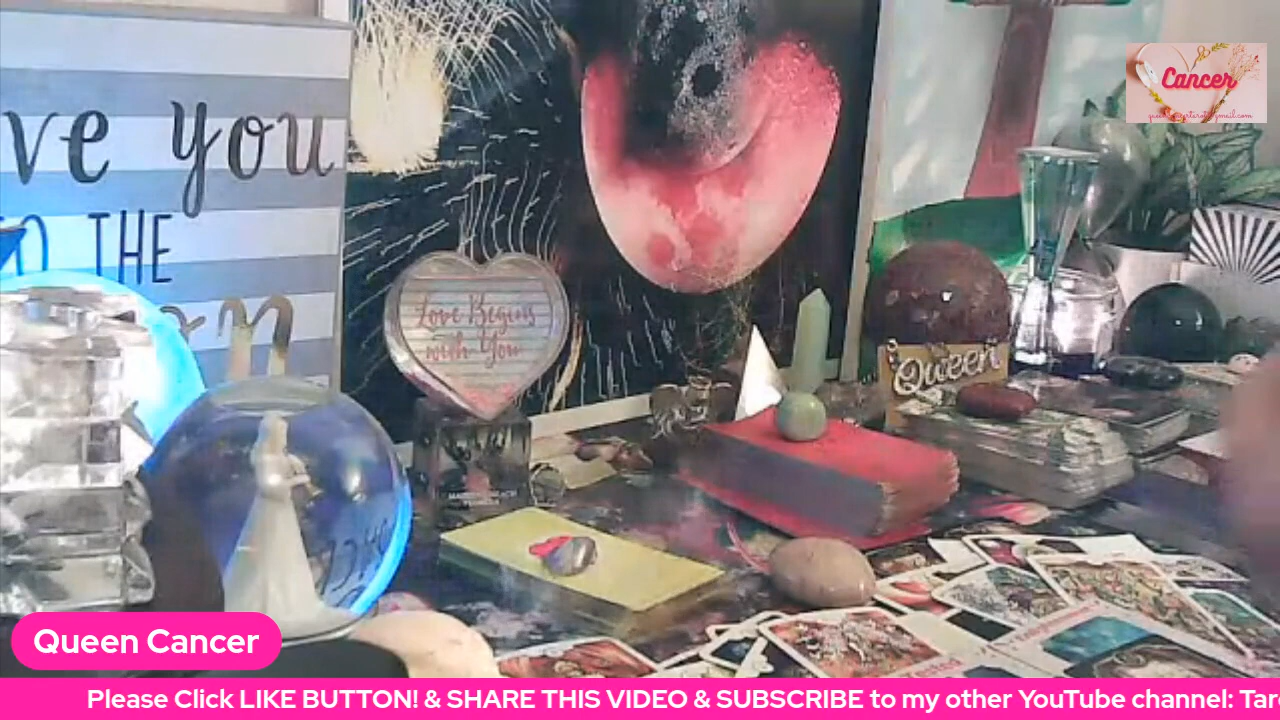 ve you
TO THE
Love Begins
with You
Queen
Cancer
Queen Cancer
Please Click LIKE BUTTON! & SHARE THIS VIDEO & SUBSCRIBE to my other YouTube channel: Tar